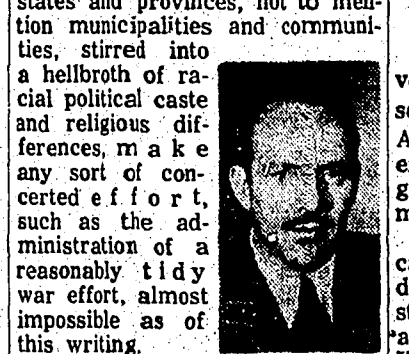 states and provinces, not to men-
tion municipalities and communi-
ties, stirred into
a hellbroth of ra-
cial political caste
and religious dif-
ferences, make
any sort of con-
certed effort,
such as the ad-
ministration of a
reasonably tidy
war effort, almost
impossible as of
this writing.